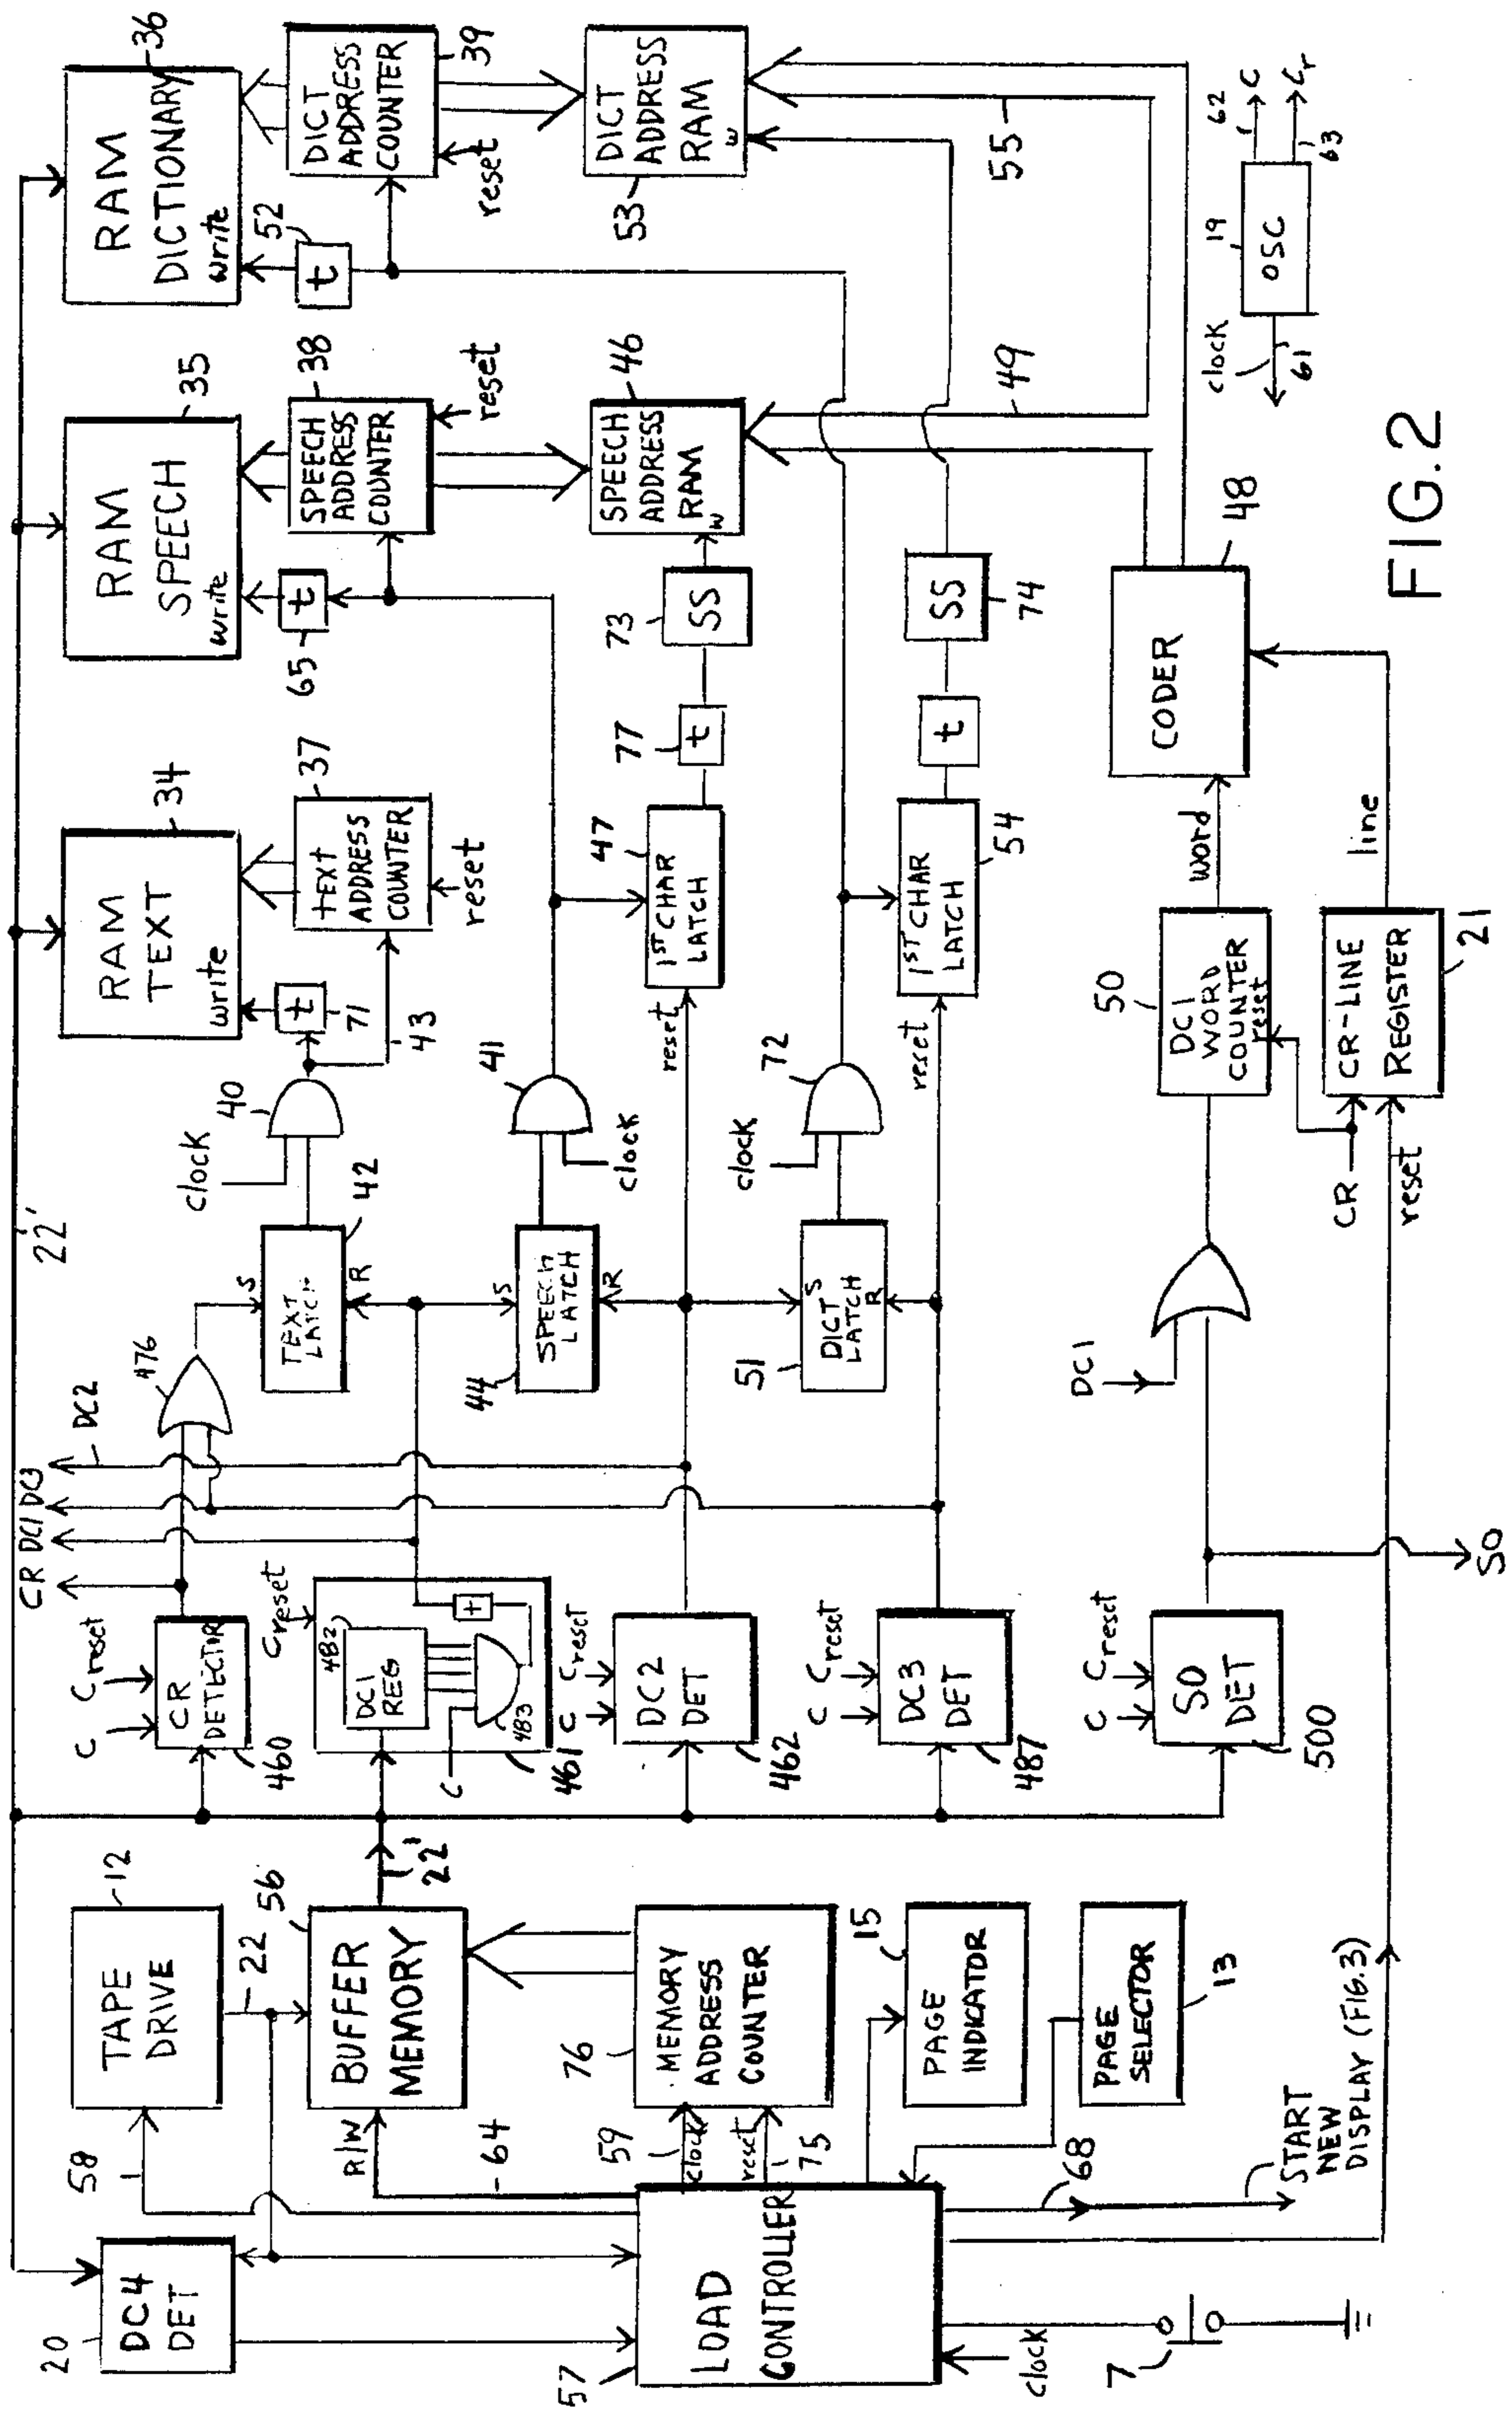 22'
RAM
TEXT
write
34
RAM
SPEECH
write
35
RAM
DICTIONARY
write
36
t
71
43
TEXT
ADDRESS
COUNTER
37
reset
t
65
SPEECH
ADDRESS
COUNTER
38
reset
t
52
DICT
ADDRESS
COUNTER
39
reset
SPEECH
ADDRESS
RAM
W
46
DICT
ADDRESS
RAM
W
53
clock
40
41
clock
clock
72
TEXT
LATCH
S
R
42
SPEECH
LATCH
S
R
44
DICT
LATCH
S
R
51
476
1ST CHAR
LATCH
47
reset
t
77
SS
73
1ST CHAR
LATCH
54
reset
t
SS
74
49
55
CR
DC1
DC3
DC2
C
Creset
CR
DETECTOR
460
Creset
482
DC1
REG
t
483
C
461
C
Creset
DC2
DET
462
C
Creset
DC3
DET
487
C
Creset
SO
DET
500
SO
DC1
DC1
WORD
COUNTER
reset
50
word
CODER
48
CR
CR-LINE
REGISTER
21
reset
line
TAPE
DRIVE
12
22
58
DC4
DET
20
BUFFER
MEMORY
56
22'
R/W
64
MEMORY
ADDRESS
COUNTER
76
59
clock
reset
75
PAGE
INDICATOR
15
PAGE
SELECTOR
13
LOAD
CONTROLLER
57
68
START
NEW
DISPLAY (FIG.3)
clock
7
clock
61
OSC
19
62
C
63
Cr
FIG.2